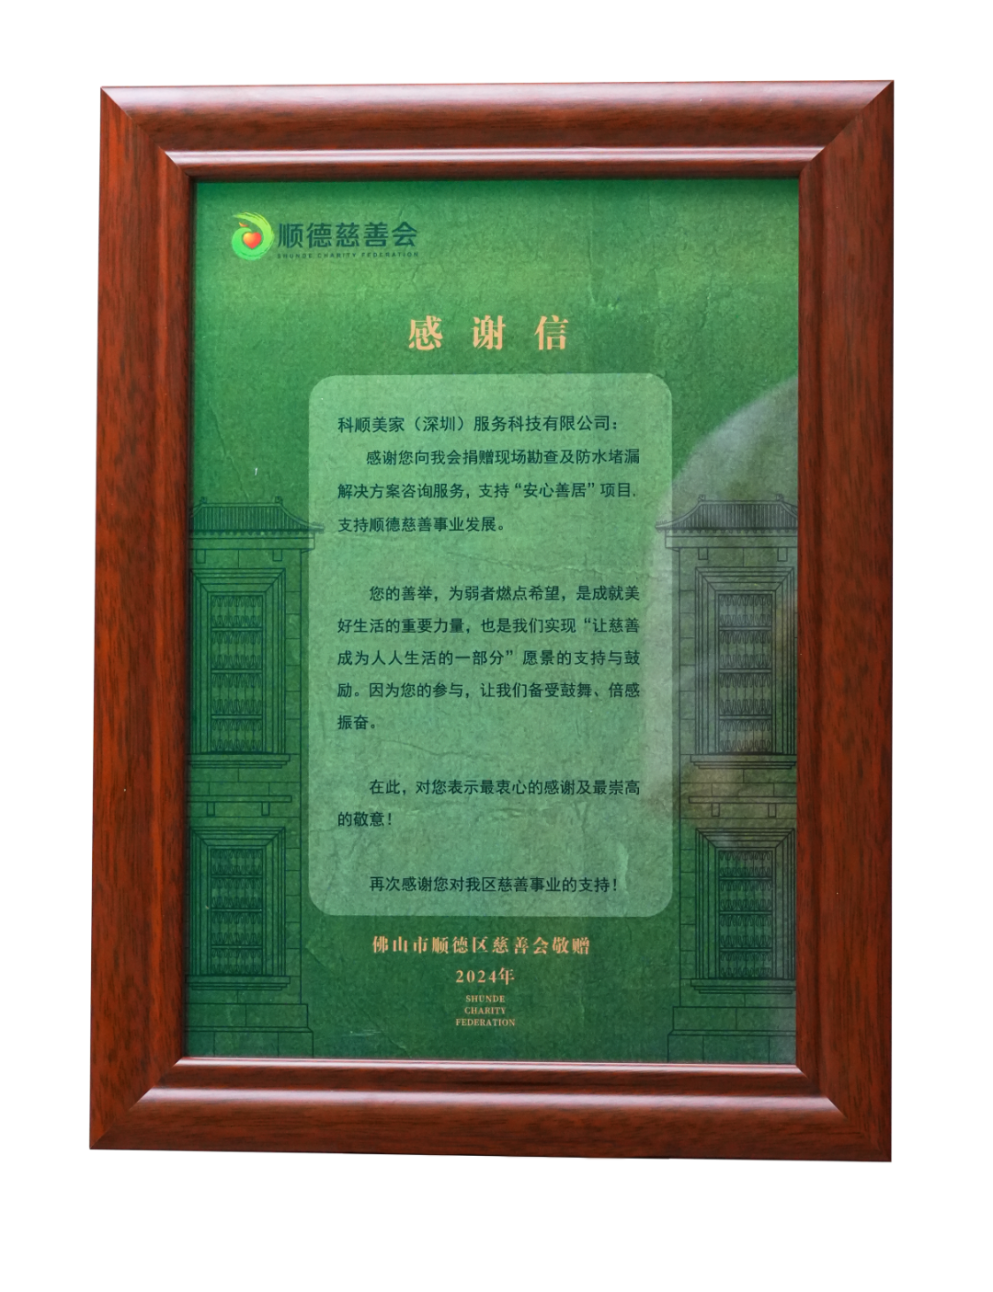 顺德慈善会
SHUNDE CHARITY FEDERATION
感谢信
科顺美家（深圳）服务科技有限公司：
感谢您向我会捐赠现场勘查及防水堵漏
解决方案咨询服务，支持“安心善居”项目，
支持顺德慈善事业发展。
您的善举，为弱者燃点希望，是成就美
好生活的重要力量，也是我们实现“让慈善
成为人人生活的一部分”愿景的支持与鼓
励。因为您的参与，让我们备受鼓舞、倍感
振奋。
在此，对您表示最衷心的感谢及最崇高
的敬意！
再次感谢您对我区慈善事业的支持！
佛山市顺德区慈善会敬赠
2024年
SHUNDE
CHARITY
FEDERATION